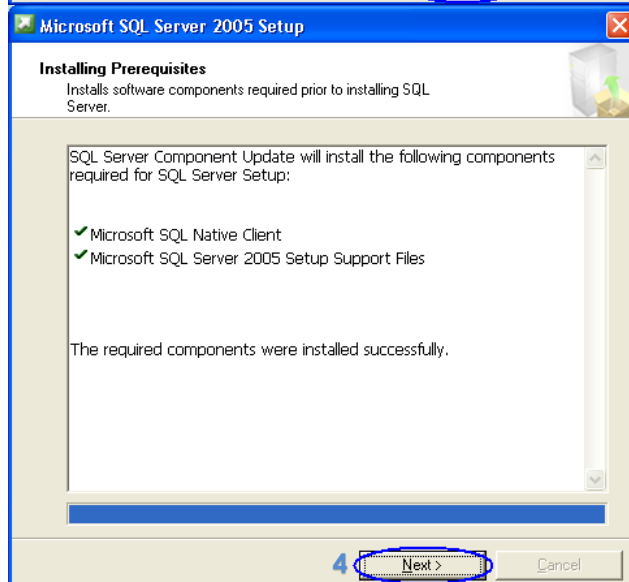 Microsoft SQL Server 2005 Setup
Installing Prerequisites
Installs software components required prior to installing SQL
Server.
SQL Server Component Update will install the following components
required for SQL Server Setup:
Microsoft SQL Native Client
Microsoft SQL Server 2005 Setup Support Files
The required components were installed successfully.
4 Next > Cancel